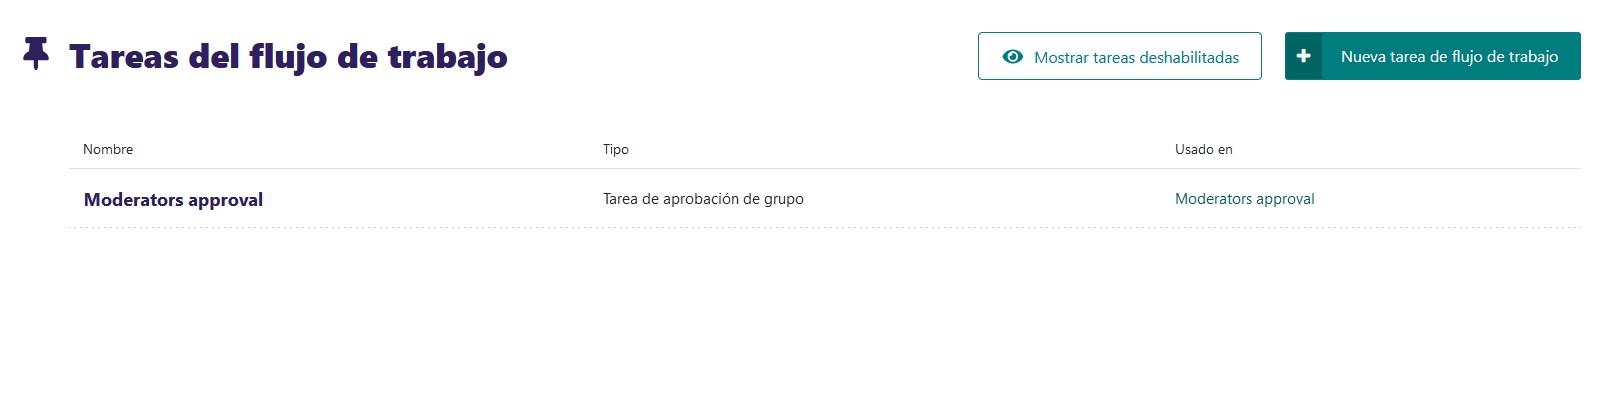 Tareas del flujo de trabajo
Mostrar tareas deshabilitadas
Nueva tarea de flujo de trabajo
Nombre Tipo Usado en
Moderators approval Tarea de aprobación de grupo Moderators approval